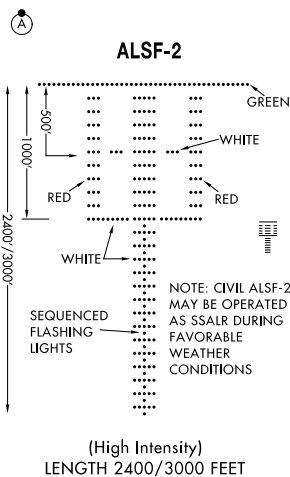 A
ALSF-2
GREEN
500'
1000'
WHITE
RED
RED
2400'/3000'
WHITE
SEQUENCED
FLASHING
LIGHTS
NOTE: CIVIL ALSF-2
MAY BE OPERATED
AS SSALR DURING
FAVORABLE
WEATHER
CONDITIONS
(High Intensity)
LENGTH 2400/3000 FEET